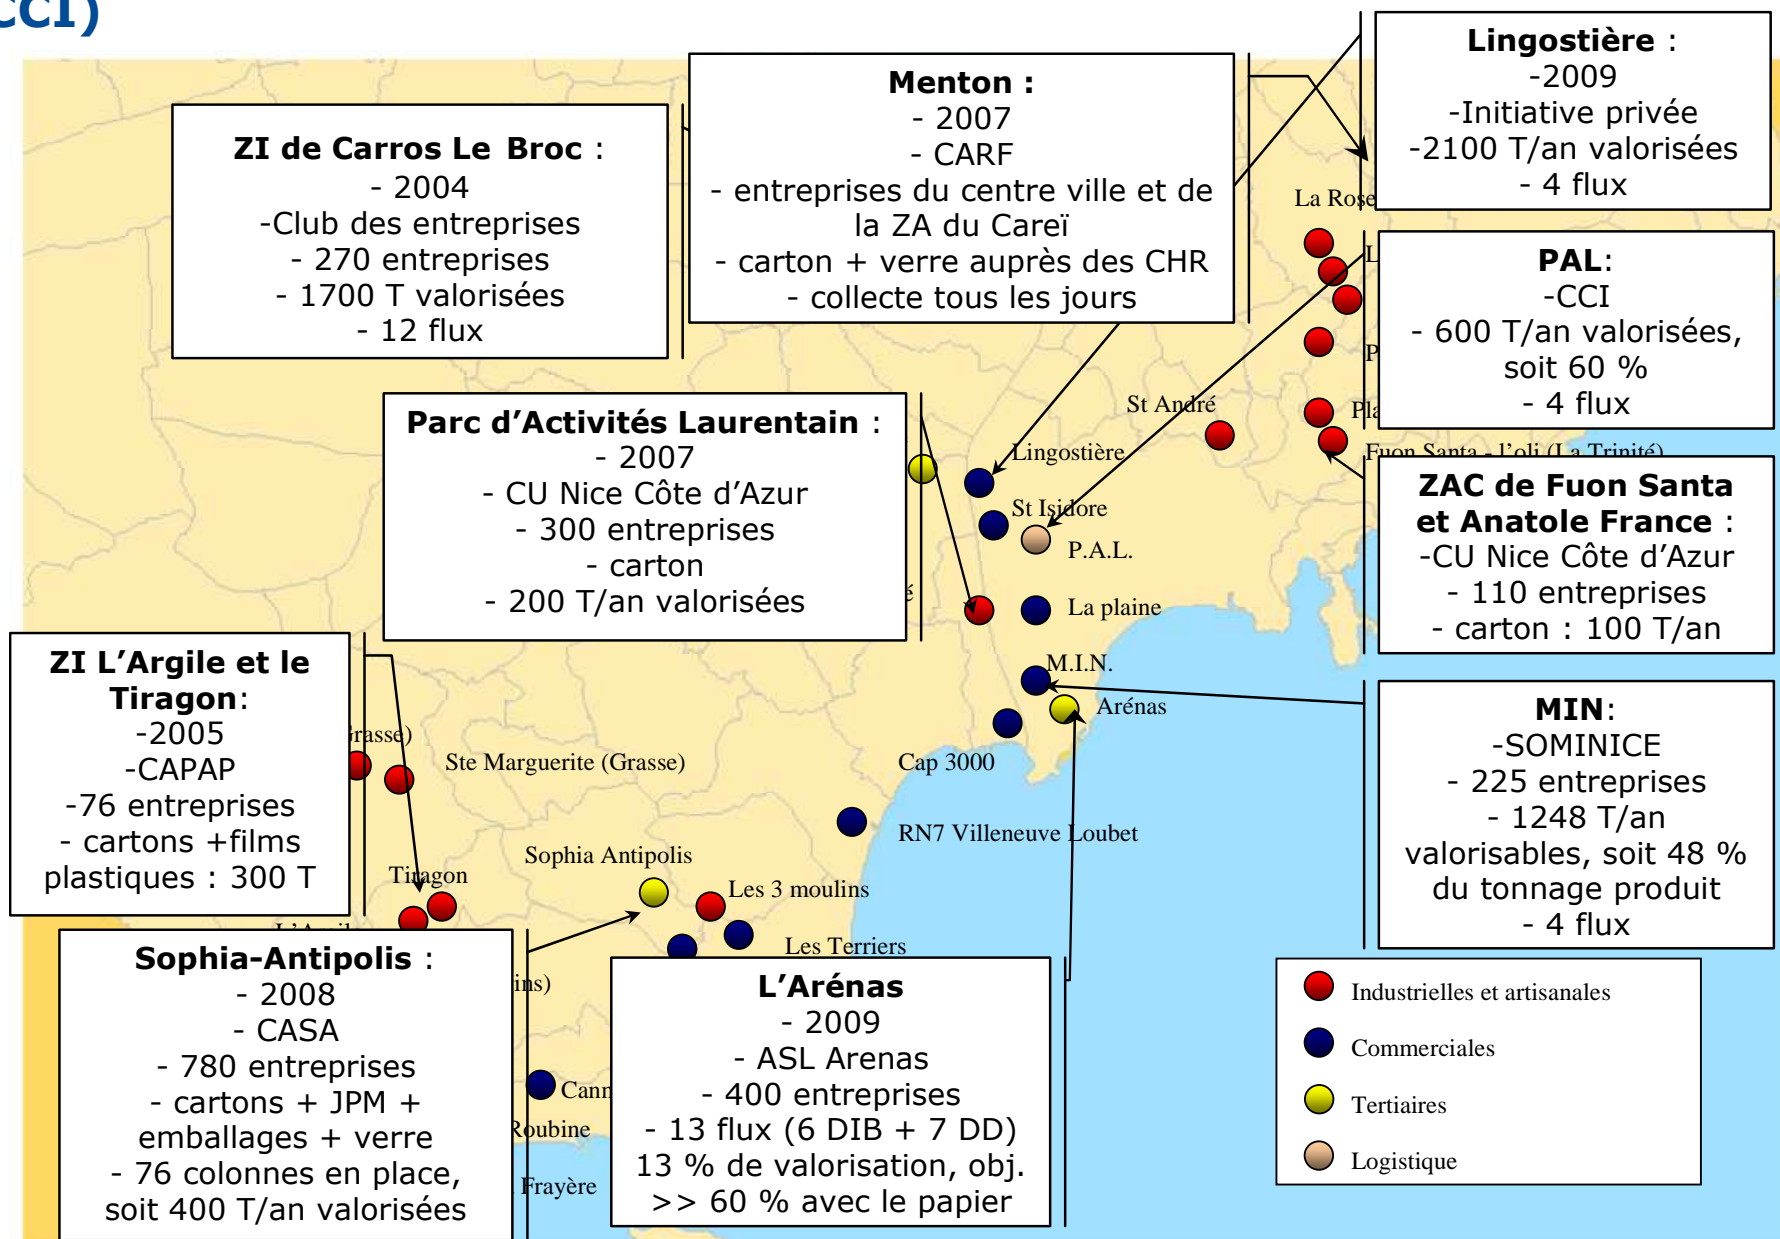 CCI)
Lingostière :
-2009
-Initiative privée
-2100 T/an valorisées
- 4 flux
Menton :
- 2007
- CARF
- entreprises du centre ville et de
la ZA du Careï
- carton + verre auprès des CHR
- collecte tous les jours
ZI de Carros Le Broc :
- 2004
-Club des entreprises
- 270 entreprises
- 1700 T valorisées
- 12 flux
La Rose
L
P
PAL:
-CCI
- 600 T/an valorisées,
soit 60 %
- 4 flux
Parc d’Activités Laurentain :
- 2007
- CU Nice Côte d’Azur
- 300 entreprises
- carton
- 200 T/an valorisées
St André
Pla
Fuon Santa - l’oli (La Trinité)
Lingostière
St Isidore
P.A.L.
é
La plaine
ZAC de Fuon Santa
et Anatole France :
-CU Nice Côte d’Azur
- 110 entreprises
- carton : 100 T/an
ZI L’Argile et le
Tiragon:
-2005
-CAPAP
-76 entreprises
- cartons +films
plastiques : 300 T
M.I.N.
Arénas
Cap 3000
MIN:
-SOMINICE
- 225 entreprises
- 1248 T/an
valorisables, soit 48 %
du tonnage produit
- 4 flux
Grasse)
Ste Marguerite (Grasse)
RN7 Villeneuve Loubet
Sophia Antipolis
Tiragon
Les 3 moulins
Les Terriers
ins)
Sophia-Antipolis :
- 2008
- CASA
- 780 entreprises
- cartons + JPM +
emballages + verre
- 76 colonnes en place,
soit 400 T/an valorisées
L’Arénas
- 2009
- ASL Arenas
- 400 entreprises
- 13 flux (6 DIB + 7 DD)
13 % de valorisation, obj.
>> 60 % avec le papier
Cann
Roubine
Frayère
Industrielles et artisanales
Commerciales
Tertiaires
Logistique